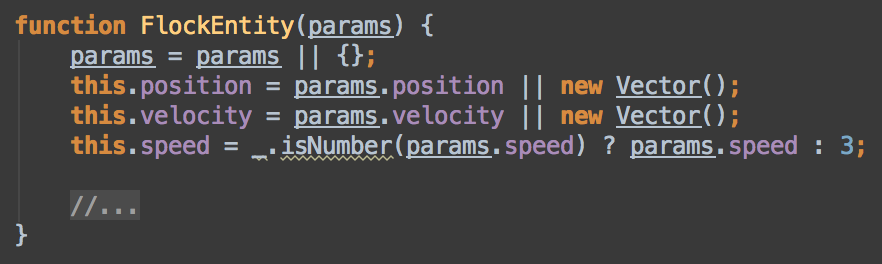 function FlockEntity(params) {
    params = params || {};
    this.position = params.position || new Vector();
    this.velocity = params.velocity || new Vector();
    this.speed = _.isNumber(params.speed) ? params.speed : 3;
    //...
}